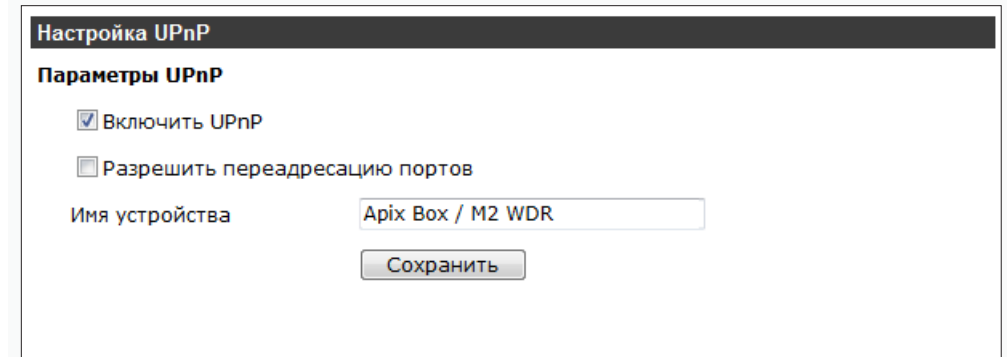 Настройка UPnP
Параметры UPnP
Включить UPnP
Разрешить переадресацию портов
Имя устройства Apix Box / M2 WDR
Сохранить